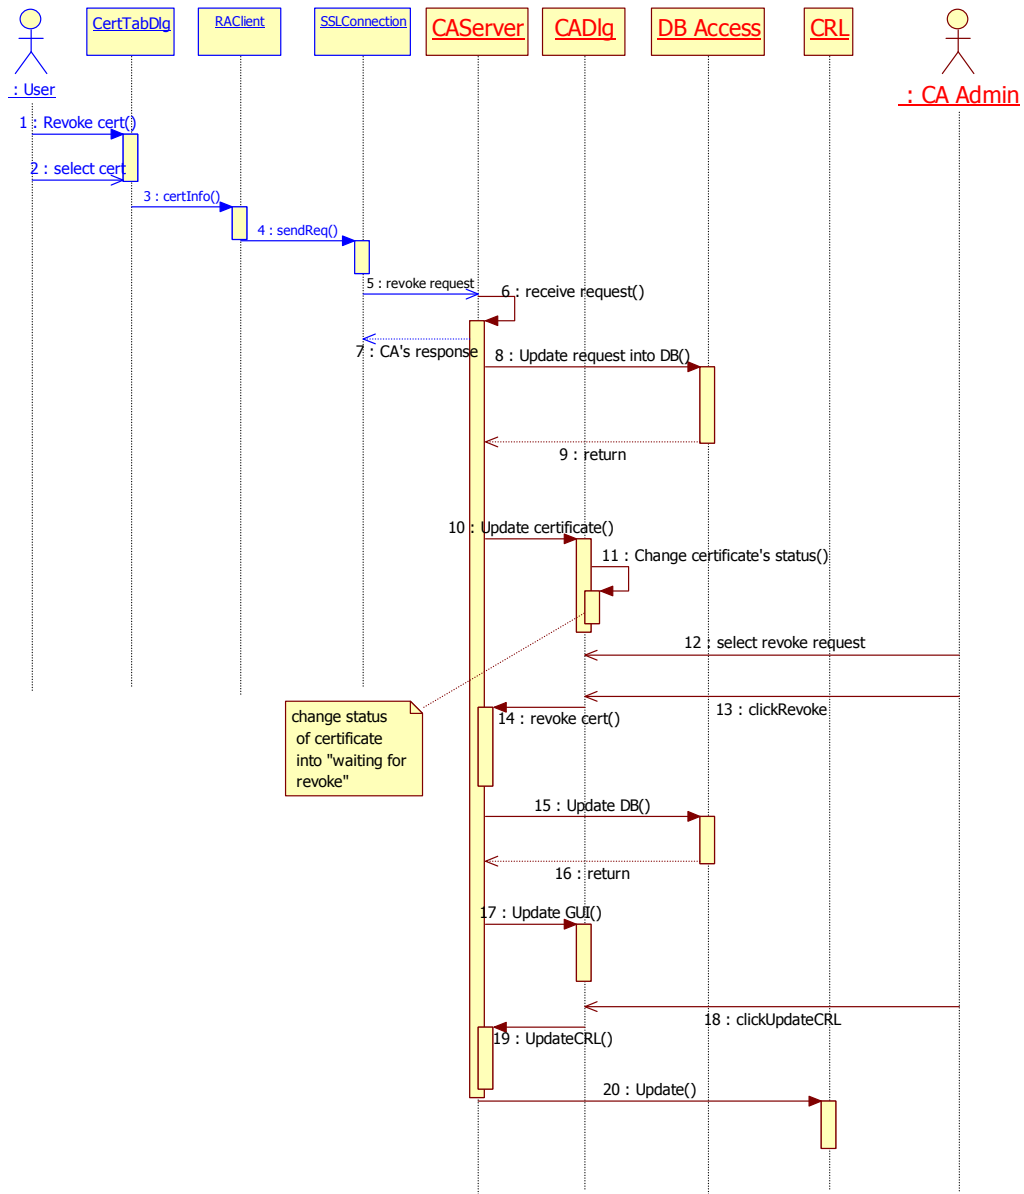 CertTabDlg
RAClient
SSLConnection
CAServer
CADlg
DB Access
CRL
: User
: CA Admin
1 : Revoke cert()
2 : select cert
3 : certInfo()
4 : sendReq()
5 : revoke request
6 : receive request()
7 : CA's response
8 : Update request into DB()
9 : return
10 : Update certificate()
11 : Change certificate's status()
12 : select revoke request
13 : clickRevoke
14 : revoke cert()
change status
of certificate
into "waiting for
revoke"
15 : Update DB()
16 : return
17 : Update GUI()
18 : clickUpdateCRL
19 : UpdateCRL()
20 : Update()